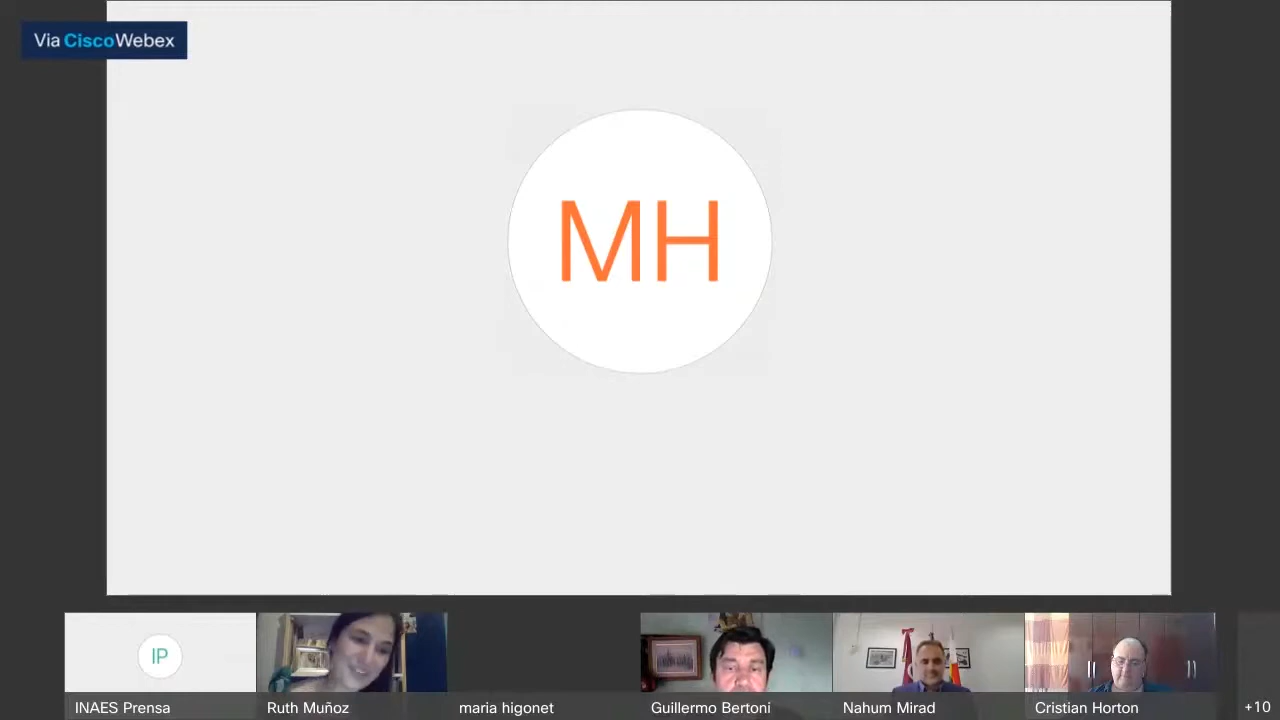 Via CiscoWebex
MH
IP
INAES Prensa
Ruth Muñoz
maria higonet
Guillermo Bertoni
Nahum Mirad
Cristian Horton
+10